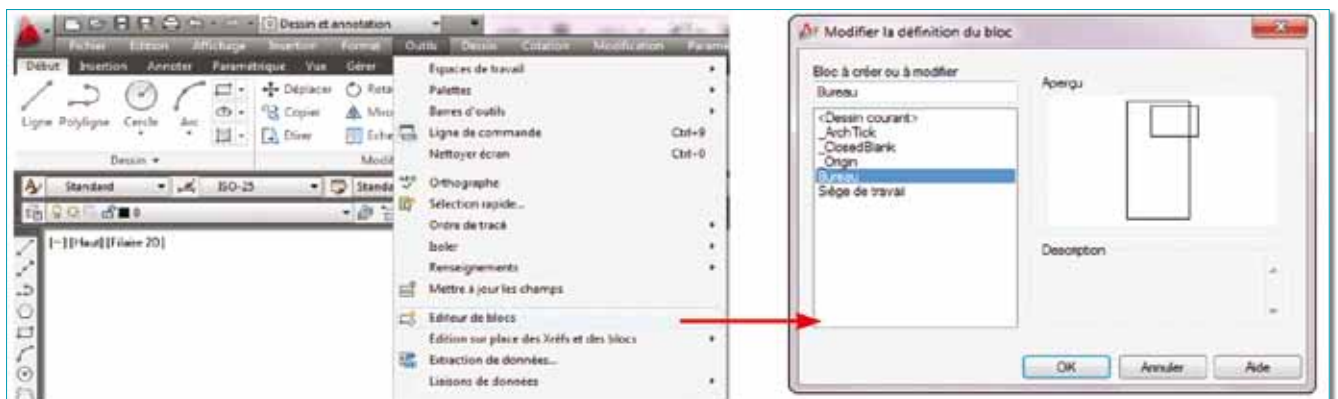 Dessin et annotation
Fichier Edition Affichage Insertion Format Outils Dessin Cotation Modification
Début Insertion Annoter Paramétrique Vue Gérer
Ligne Polyligne Cercle Arc
Déplacer
Copier
Etirer
Dessin
Standard ISO-25
0
[−][Haut][Filaire 2D]
Espaces de travail
Palettes
Barres d'outils
Ligne de commande Ctrl+9
Nettoyer écran Ctrl+0
Orthographe
Sélection rapide...
Ordre de tracé
Isoler
Renseignements
Mettre à jour les champs
Editeur de blocs
Edition sur place des Xréfs et des blocs
Extraction de données...
Liaisons de données
Modifier la définition du bloc
Bloc à créer ou à modifier
Bureau
<Dessin courant>
_ArchTick
_ClosedBlank
_Origin
Bureau
Siège de travail
Aperçu
Description
OK Annuler Aide